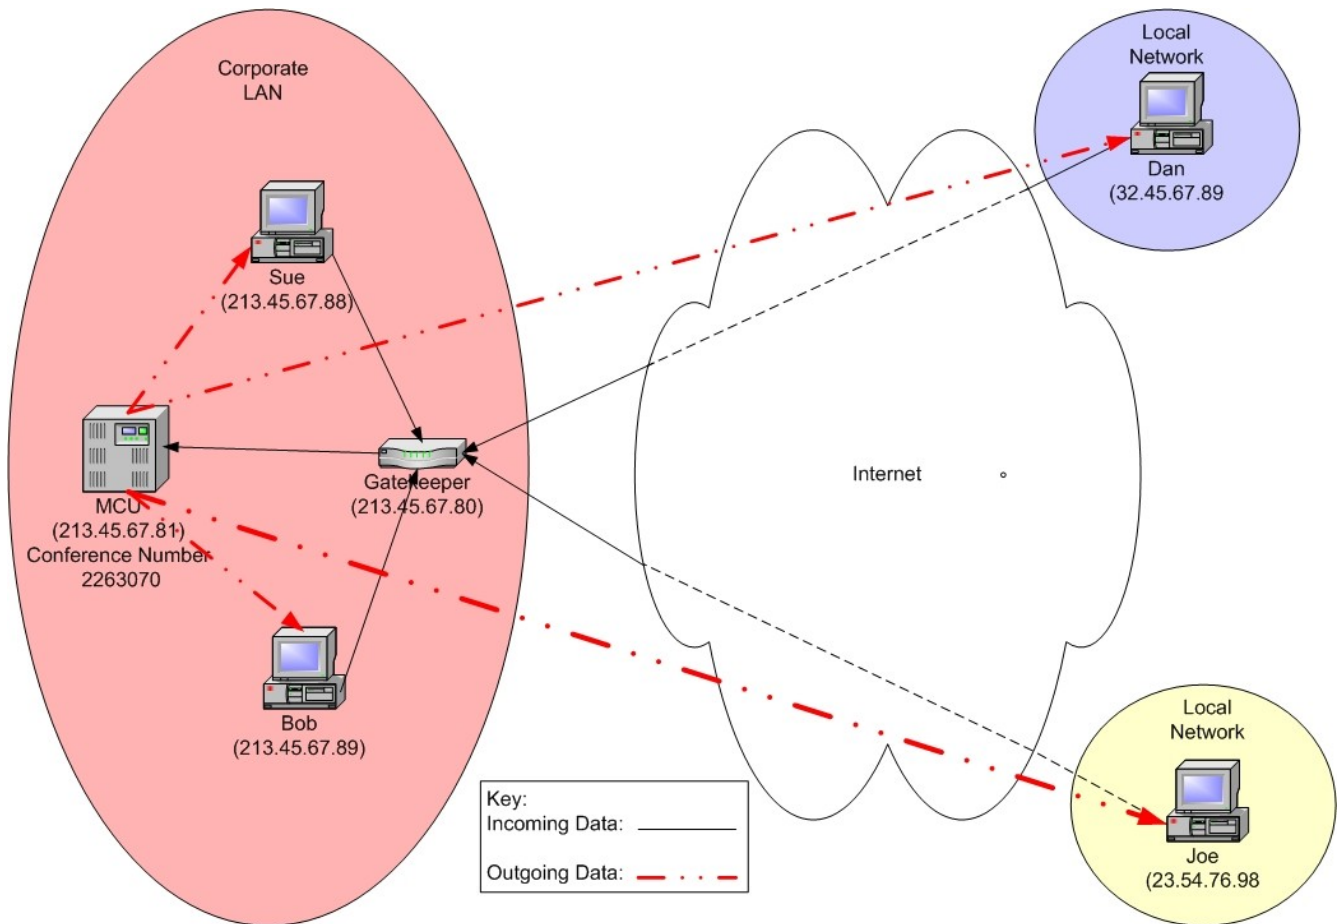 Corporate
LAN
Sue
(213.45.67.88)
MCU
(213.45.67.81)
Conference Number
2263070
Gatekeeper
(213.45.67.80)
Bob
(213.45.67.89)
Internet
Local
Network
Dan
(32.45.67.89
Local
Network
Joe
(23.54.76.98
Key:
Incoming Data:
Outgoing Data: